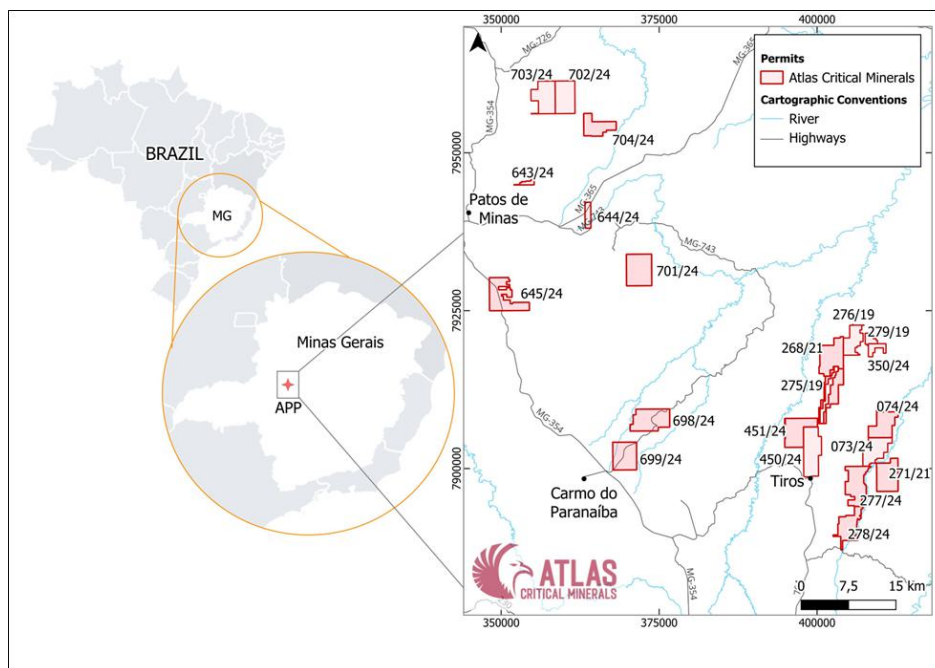 BRAZIL
MG
Minas Gerais
APP
350000
375000
400000
7950000
7925000
7900000
MG-726
MG-354
MG-365
MG-365
MG-743
MG-354
MG-354
703/24
702/24
704/24
643/24
Patos de
Minas
644/24
701/24
645/24
276/19
279/19
268/21
350/24
275/19
074/24
698/24
451/24
073/24
699/24
450/24
271/21
Carmo do
Paranaíba
Tiros
277/24
278/24
Permits
Atlas Critical Minerals
Cartographic Conventions
River
Highways
ATLAS
CRITICAL MINERALS
0
7,5
15 km
350000
375000
400000